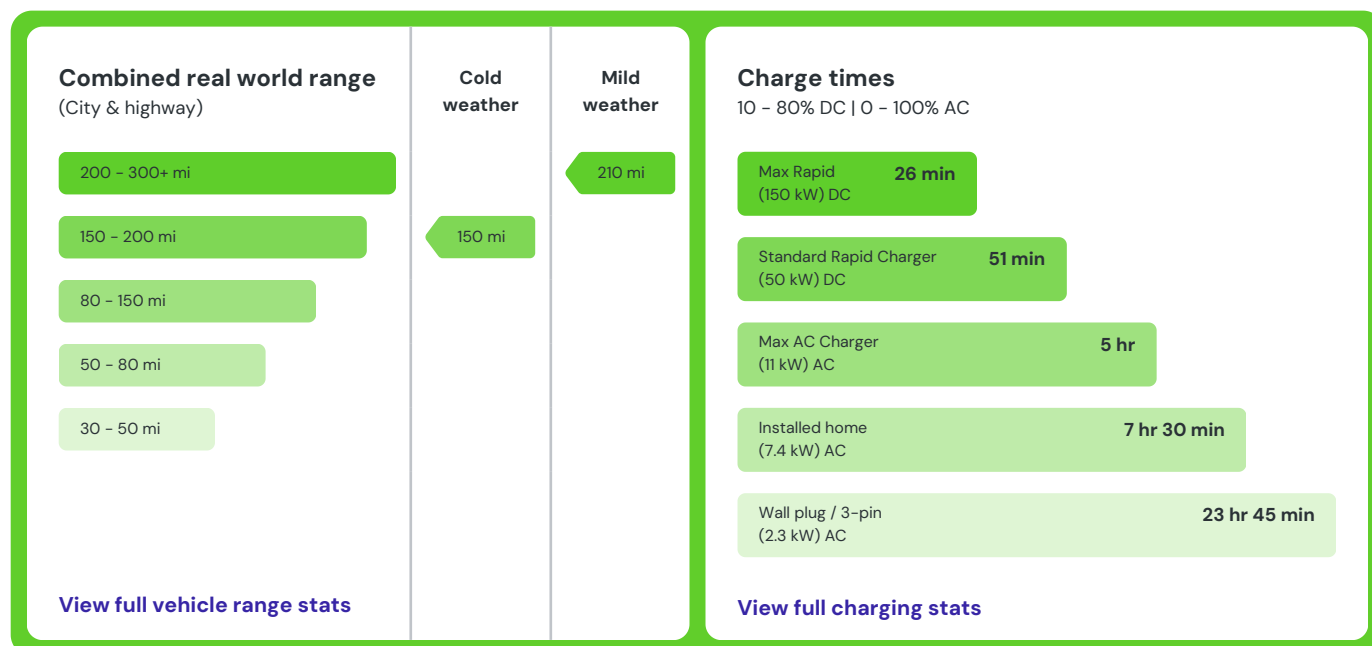 Combined real world range
(City & highway)
Cold
weather
Mild
weather
200 - 300+ mi
210 mi
150 - 200 mi
150 mi
80 - 150 mi
50 - 80 mi
30 - 50 mi
View full vehicle range stats
Charge times
10 - 80% DC | 0 - 100% AC
Max Rapid
(150 kW) DC
26 min
Standard Rapid Charger
(50 kW) DC
51 min
Max AC Charger
(11 kW) AC
5 hr
Installed home
(7.4 kW) AC
7 hr 30 min
Wall plug / 3-pin
(2.3 kW) AC
23 hr 45 min
View full charging stats